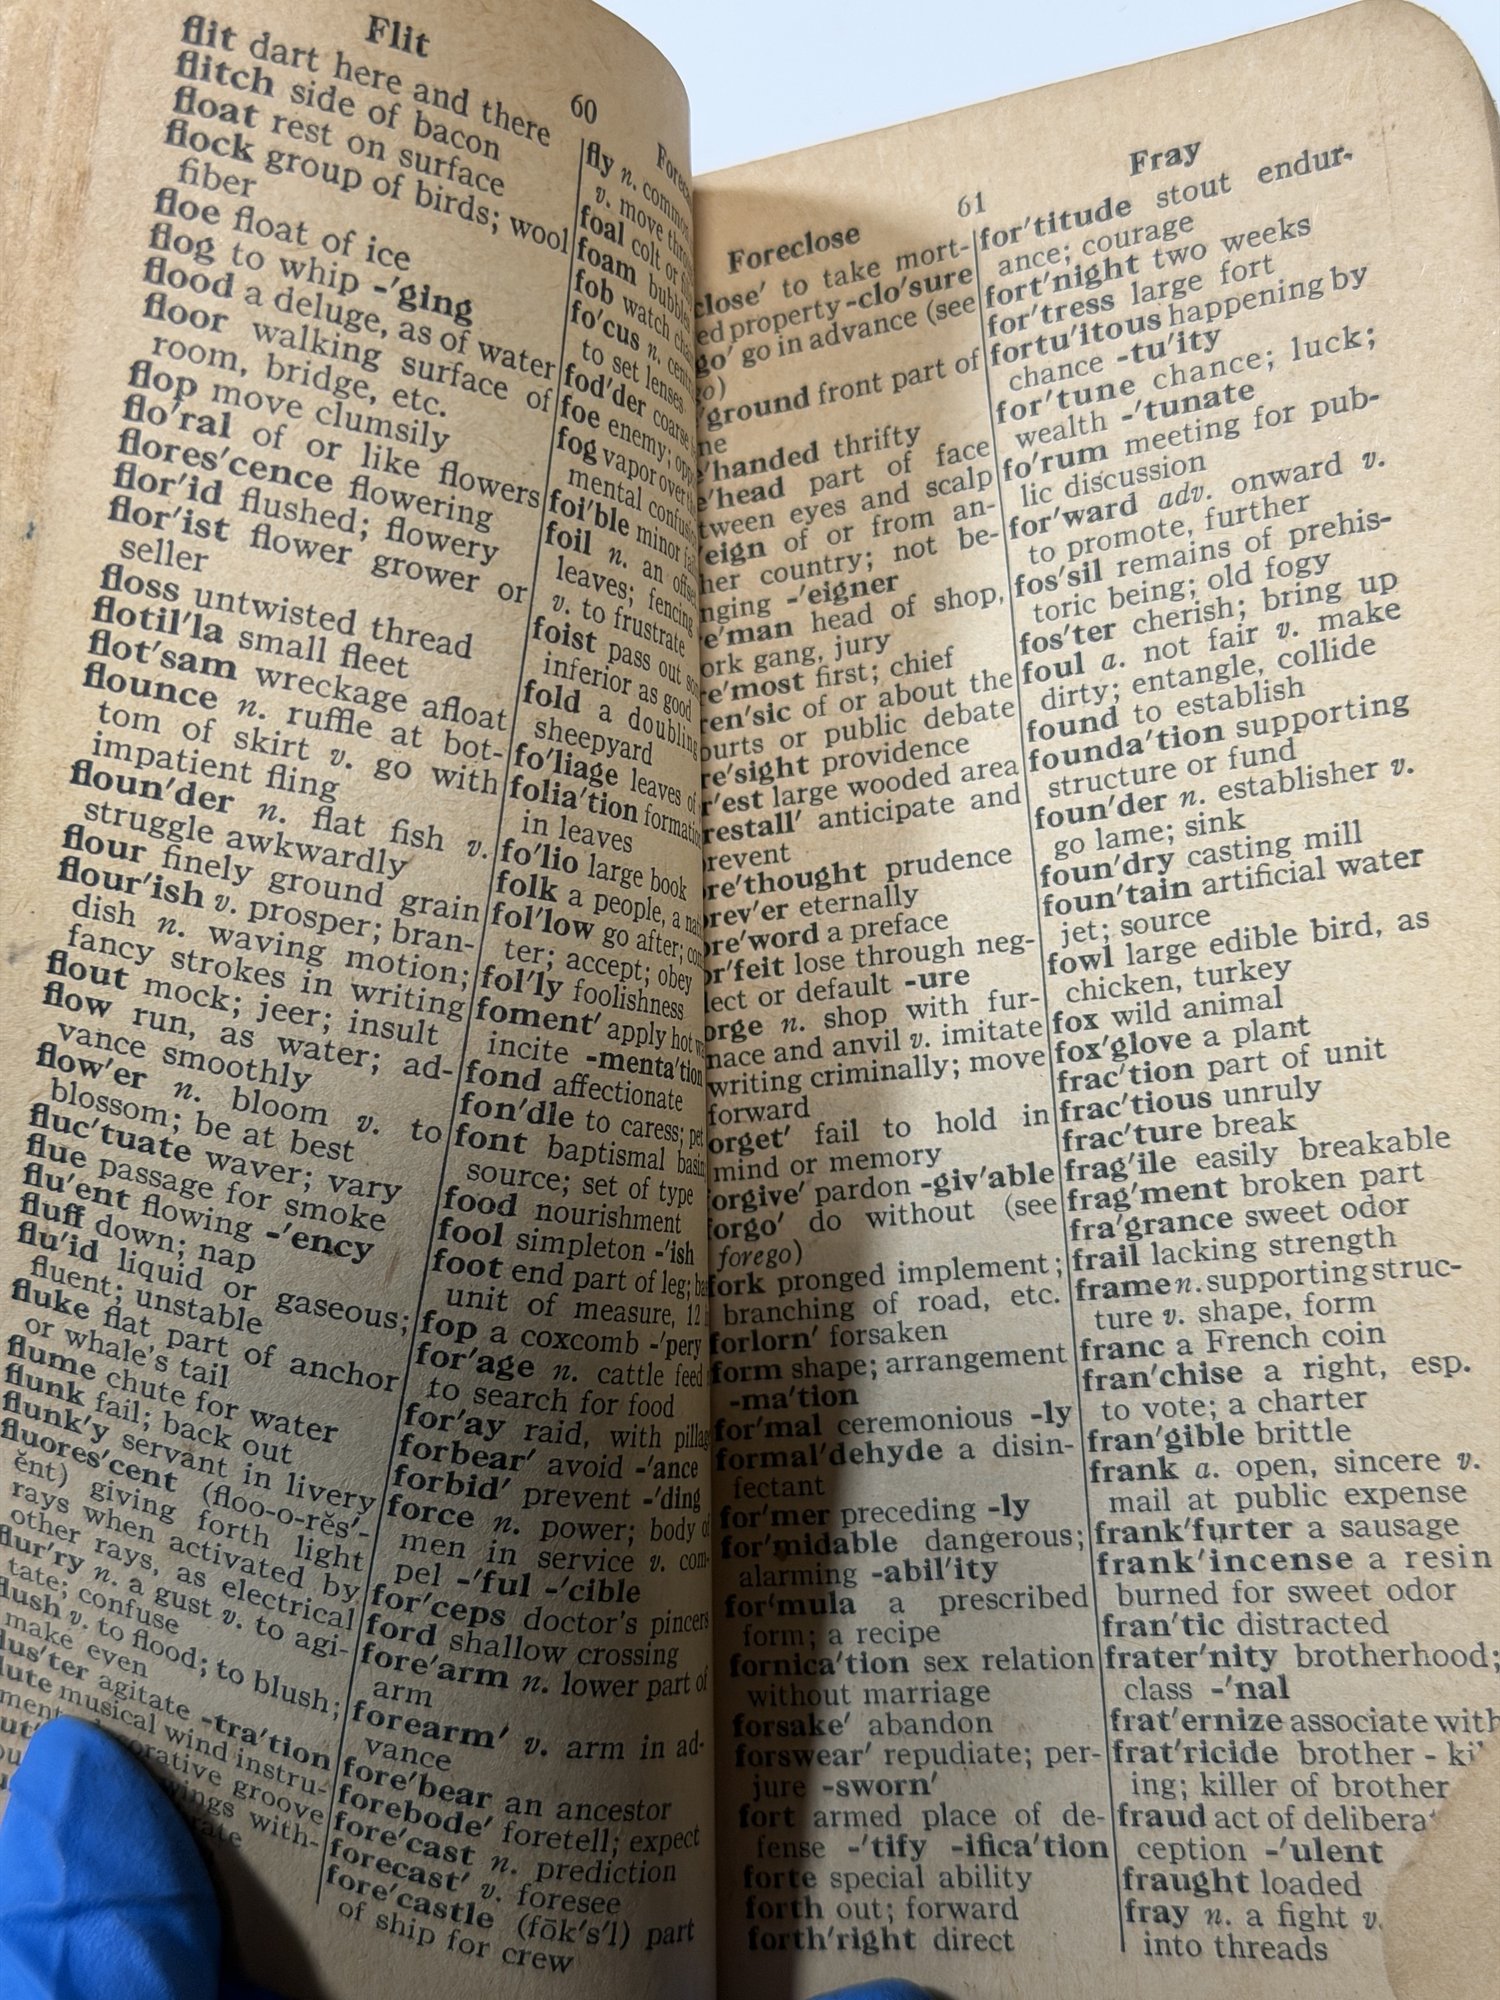 Flit
60
flit dart here and there
flitch side of bacon
float rest on surface
flock group of birds; wool
fiber
floe float of ice
flog to whip -'ging
flood a deluge, as of water
floor walking surface of
room, bridge, etc.
flop move clumsily
flo'ral of or like flowers
flores'cence flowering
flor'id flushed; flowery
flor'ist flower grower or
seller
floss untwisted thread
flotil'la small fleet
flot'sam wreckage afloat
flounce n. ruffle at bot-
tom of skirt v. go with
impatient fling
floun'der n. flat fish v.
struggle awkwardly
flour finely ground grain
flour'ish v. prosper; bran-
dish n. waving motion;
fancy strokes in writing
flout mock; jeer; insult
flow run, as water; ad-
vance smoothly
flow'er n. bloom v. to
blossom; be at best
fluc'tuate waver; vary
flue passage for smoke
flu'ent flowing -'ency
fluff down; nap
flu'id liquid or gaseous;
fluent; unstable
fluke flat part of anchor
or whale's tail
flume chute for water
flunk fail; back out
flunk'y servant in livery
fluores'cent (floo-o-rĕs'-
ĕnt) giving forth light
rays when activated by
other rays, as electrical
flur'ry n. a gust v. to agi-
tate; confuse
flush v. to flood; to blush;
make even
agitate -tra'tion
musical wind instru-
groove
with-
fly n.
v. move
foal colt or
foam
fob watch
fo'cus n.
to set lenses
fod'der coarse
foe enemy;
fog vapor over
mental
foi'ble minor
foil n. an
leaves; fencing
v. to frustrate
foist pass out
inferior as good
fold a doubling
sheepyard
fo'liage leaves of
folia'tion
in leaves
fo'lio large book
folk a people, a
fol'low go after;
ter; accept; obey
fol'ly foolishness
foment' apply hot
incite -menta'tion
fond affectionate
fon'dle to caress; pet
font baptismal basin
source; set of type
food nourishment
fool simpleton -'ish
foot end part of leg;
unit of measure, 12
fop a coxcomb -'pery
for'age n. cattle feed
to search for food
for'ay raid, with
forbear' avoid -'ance
forbid' prevent -'ding
force n. power; body of
men in service v. com-
pel -'ful -'cible
for'ceps doctor's pincers
ford shallow crossing
fore'arm n. lower part of
arm
forearm' v. arm in ad-
vance
fore'bear an ancestor
forebode' foretell; expect
fore'cast n. prediction
forecast' v. foresee
fore'castle (fōk's'l) part
of ship for crew
Foreclose
61
Fray
to take mort-
property -clo'sure
go in advance (see
front part of
thrifty
part of face
eyes and scalp
of or from an-
country; not be-
-'eigner
head of shop,
gang, jury
first; chief
of or about the
or public debate
providence
large wooded area
anticipate and
prudence
eternally
a preface
lose through neg-
or default -ure
n. shop with fur-
nace and anvil v. imitate
writing criminally; move
forward
fail to hold in
mind or memory
pardon -giv'able
do without (see
forego)
fork pronged implement;
branching of road, etc.
forlorn' forsaken
form shape; arrangement
-ma'tion
for'mal ceremonious -ly
formal'dehyde a disin-
fectant
for'mer preceding -ly
for'midable dangerous;
alarming -abil'ity
for'mula a prescribed
form; a recipe
fornica'tion sex relation
without marriage
forsake' abandon
forswear' repudiate; per-
jure -sworn'
fort armed place of de-
fense -'tify -ifica'tion
forte special ability
forth out; forward
forth'right direct
for'titude stout endur-
ance; courage
fort'night two weeks
for'tress large fort
fortu'itous happening by
chance -tu'ity
for'tune chance; luck;
wealth -'tunate
fo'rum meeting for pub-
lic discussion
for'ward adv. onward v.
to promote, further
fos'sil remains of prehis-
toric being; old fogy
fos'ter cherish; bring up
foul a. not fair v. make
dirty; entangle, collide
found to establish
founda'tion supporting
structure or fund
foun'der n. establisher v.
go lame; sink
foun'dry casting mill
foun'tain artificial water
jet; source
fowl large edible bird, as
chicken, turkey
fox wild animal
fox'glove a plant
frac'tion part of unit
frac'tious unruly
frac'ture break
frag'ile easily breakable
frag'ment broken part
fra'grance sweet odor
frail lacking strength
frame n. supporting struc-
ture v. shape, form
franc a French coin
fran'chise a right, esp.
to vote; a charter
fran'gible brittle
frank a. open, sincere v.
mail at public expense
frank'furter a sausage
frank'incense a resin
burned for sweet odor
fran'tic distracted
frater'nity brotherhood;
class -'nal
frat'ernize associate with
frat'ricide brother-
ing; killer of brother
fraud act of
ception -'ulent
fraught loaded
fray n. a fight v.
into threads